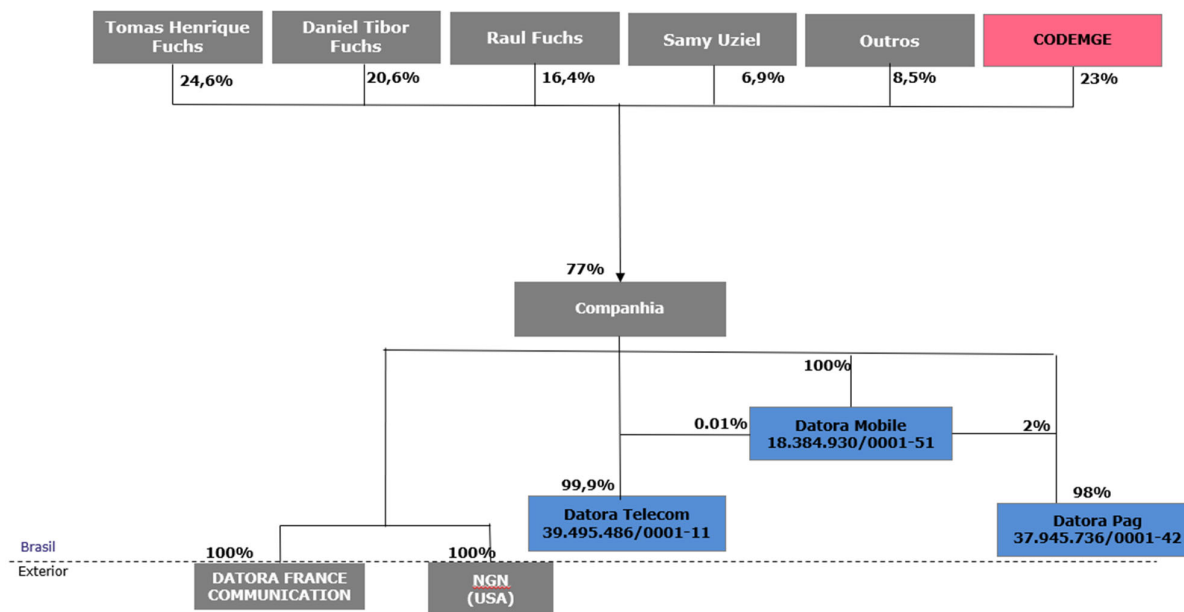 Tomas Henrique
Fuchs
Daniel Tibor
Fuchs
Raul Fuchs
Samy Uziel
Outros
CODEMGE
24,6%
20,6%
16,4%
6,9%
8,5%
23%
77%
Companhia
100%
0.01%
Datora Mobile
18.384.930/0001-51
2%
99,9%
Datora Telecom
39.495.486/0001-11
98%
Datora Pag
37.945.736/0001-42
Brasil
Exterior
100%
DATORA FRANCE
COMMUNICATION
100%
NGN
(USA)